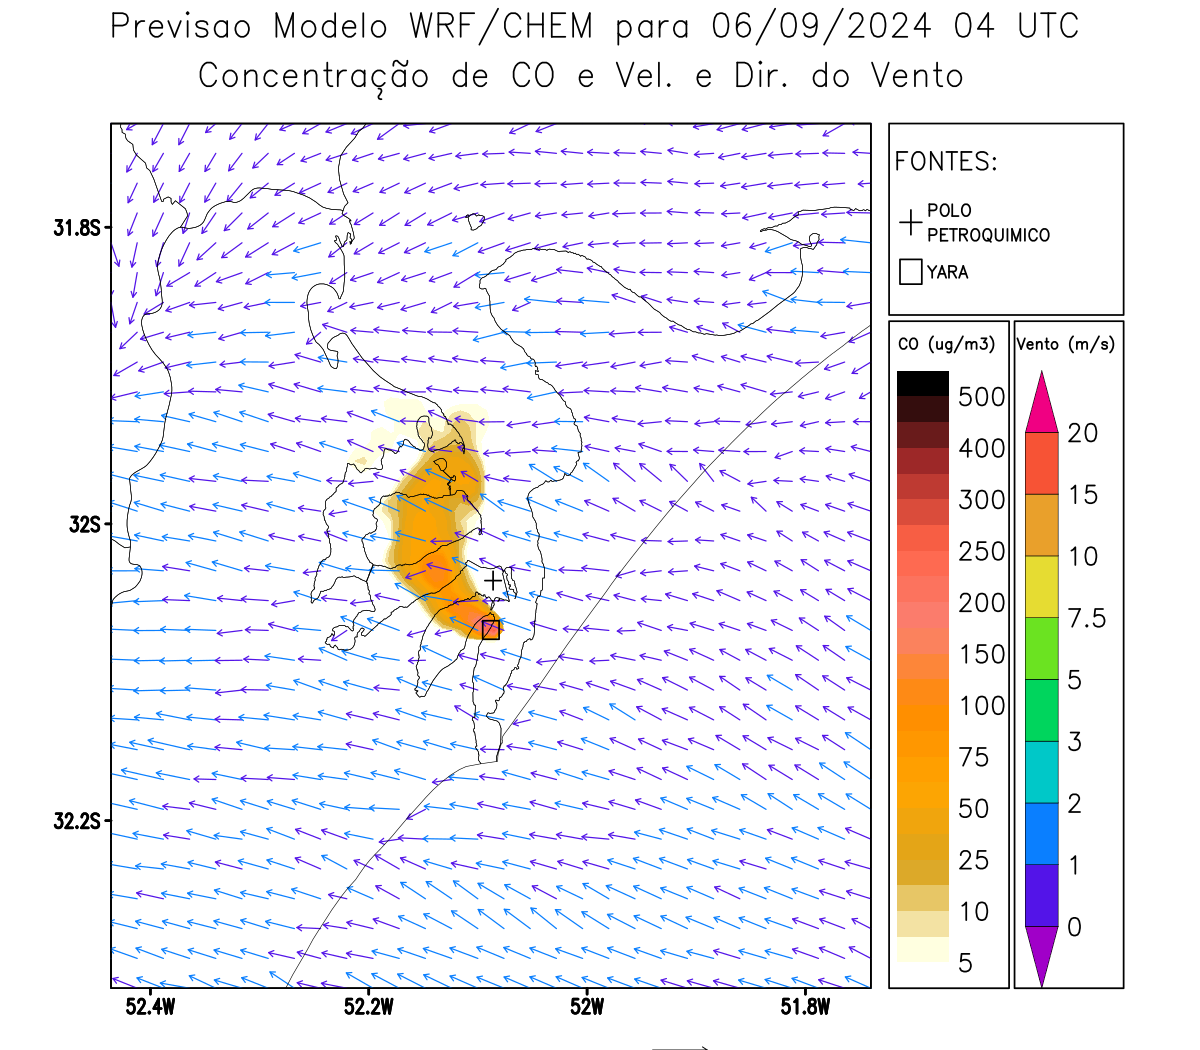 Previsao Modelo WRF/CHEM para 06/09/2024 04 UTC
Concentração de CO e Vel. e Dir. do Vento
FONTES:
POLO
PETROQUIMICO
YARA
CO (ug/m3)
500
400
300
250
200
150
100
75
50
25
10
5
Vento (m/s)
20
15
10
7.5
5
3
2
1
0
31.8S
32S
32.2S
52.4W
52.2W
52W
51.8W